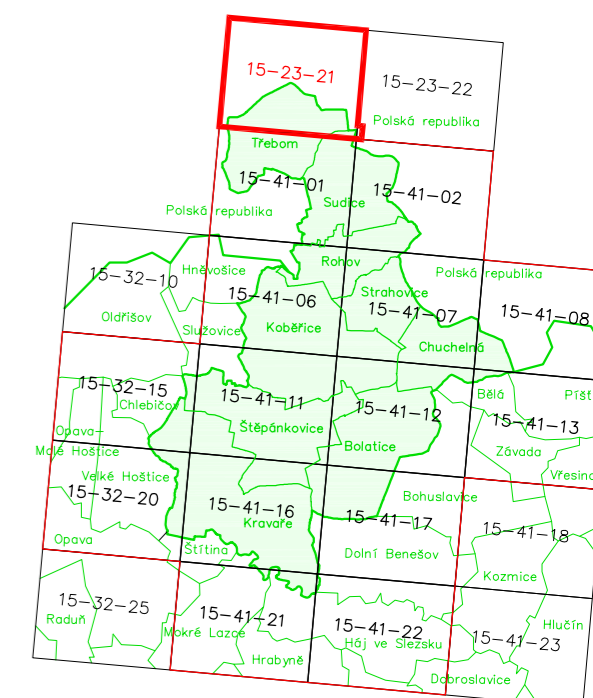 15-23-21
15-23-22
Polská republika
Třebom
15-41-01
15-41-02
Sudice
Polská republika
Rohov
Polská republika
Hněvošice
15-32-10
Strahovice
15-41-06
15-41-07
15-41-08
Oldřišov
Služovice
Kobeřice
Chuchelná
15-32-15
Chlebičov
15-41-11
15-41-12
Bělá
Píšť
15-41-13
Opava-
Malé Hoštice
Štěpánkovice
Bolatice
Závada
Velké Hoštice
Vřesina
15-32-20
15-41-16
Bohuslavice
Kravaře
15-41-17
15-41-18
Opava
Štítina
Dolní Benešov
Kozmice
15-32-25
Raduň
15-41-21
Mokré Lazce
15-41-22
Háj ve Slezsku
Hlučín
15-41-23
Hrabyně
Dobroslavice